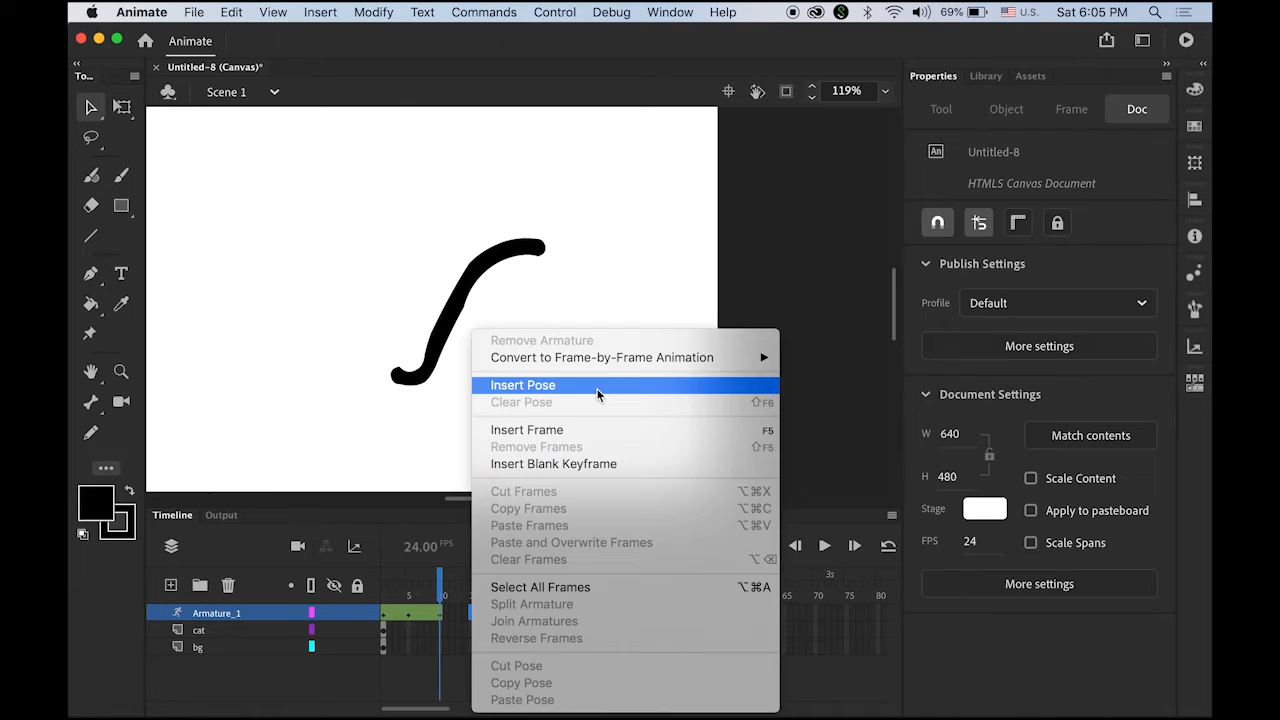 Animate File Edit View Insert Modify Text Commands Control Debug Window Help 69% U.S. Sat 6:05 PM
Animate
To... × Untitled-8 (Canvas)* Properties Library Assets
Scene 1 119%
Tool Object Frame Doc
An Untitled-8
HTML5 Canvas Document
Publish Settings
Profile Default
More settings
Document Settings
W 640 Match contents
H 480 Scale Content
Stage Apply to pasteboard
FPS 24 Scale Spans
More settings
Remove Armature
Convert to Frame-by-Frame Animation
Insert Pose
Clear Pose ⇧F6
Insert Frame F5
Remove Frames ⇧F5
Insert Blank Keyframe
Cut Frames ⌥⌘X
Copy Frames ⌥⌘C
Paste Frames ⌥⌘V
Paste and Overwrite Frames
Clear Frames ⌥⌫
Select All Frames ⌥⌘A
Split Armature
Join Armatures
Reverse Frames
Cut Pose
Copy Pose
Paste Pose
Timeline Output
24.00 FPS
3s
5 65 70 75 80
Armature_1
cat
bg